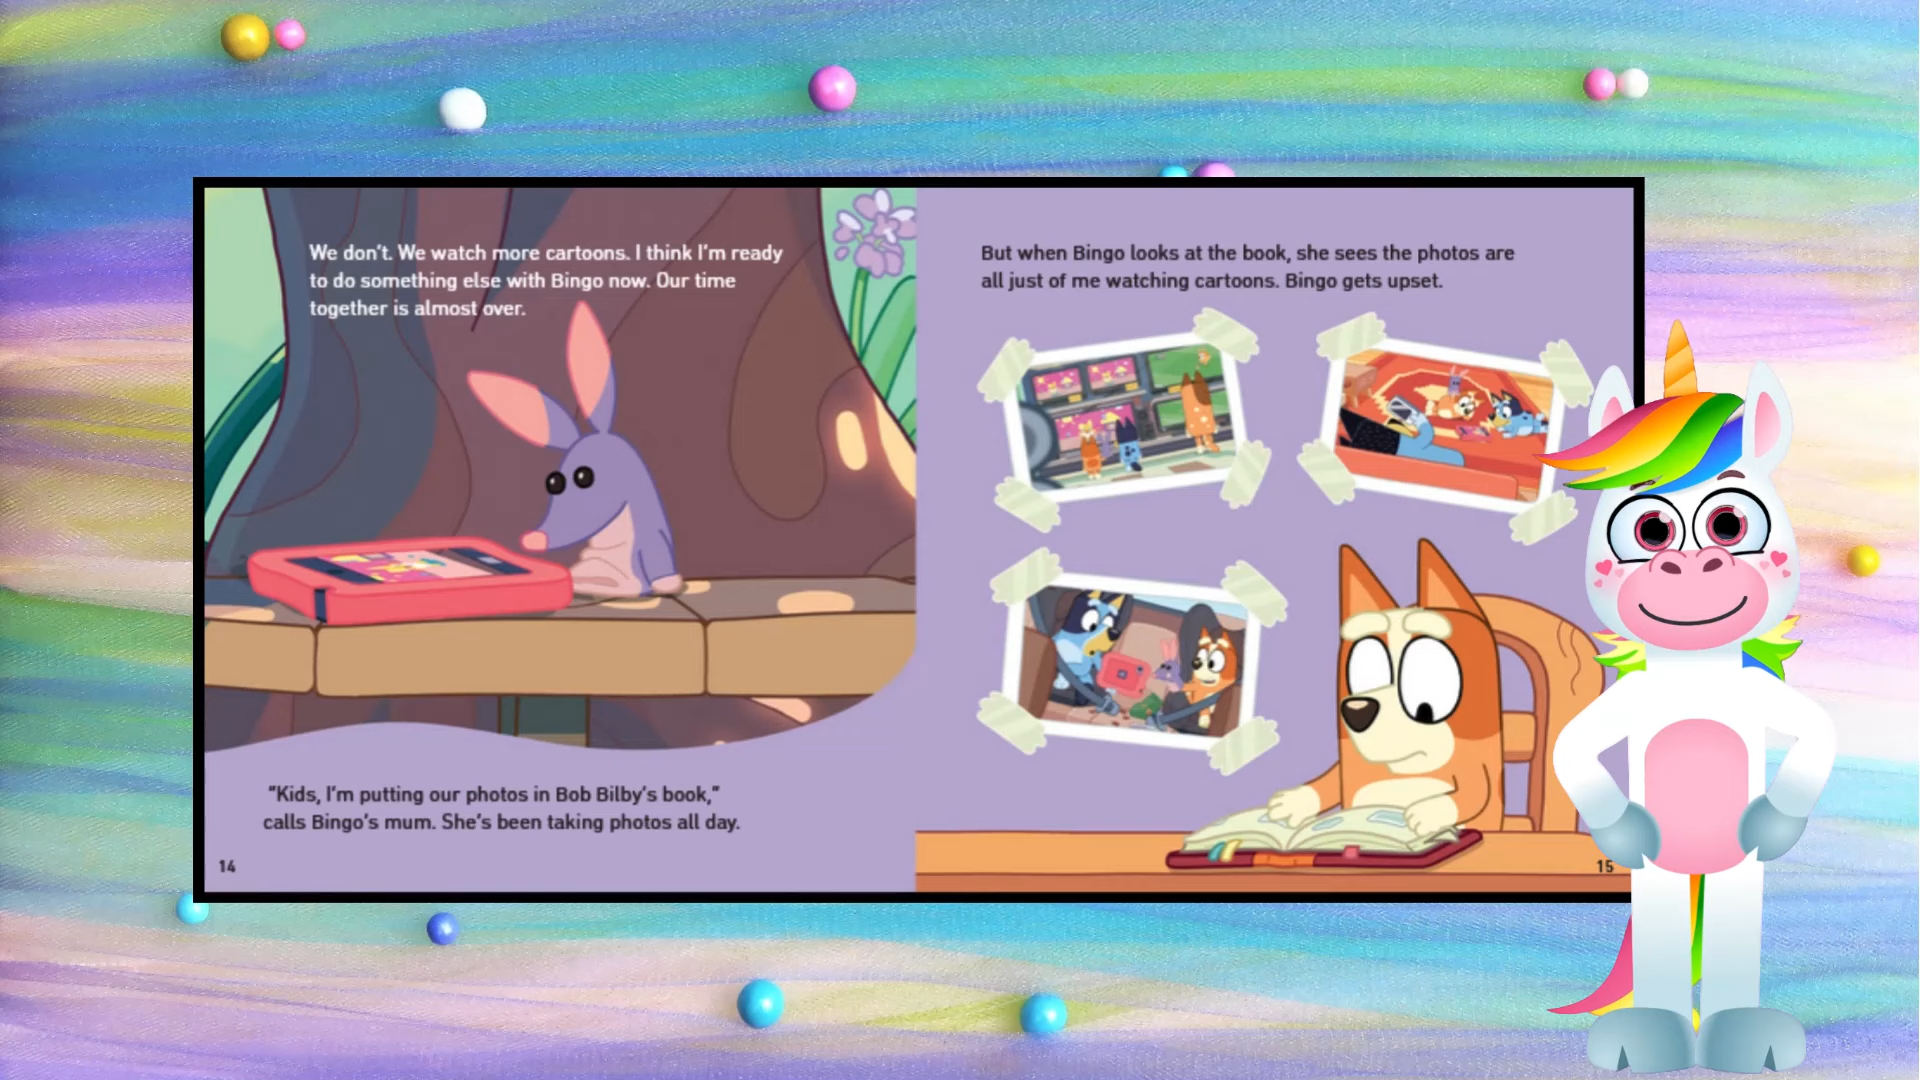 We don't. We watch more cartoons. I think I'm ready
to do something else with Bingo now. Our time
together is almost over.
"Kids, I'm putting our photos in Bob Bilby's book,"
calls Bingo's mum. She's been taking photos all day.
14
But when Bingo looks at the book, she sees the photos are
all just of me watching cartoons. Bingo gets upset.
15